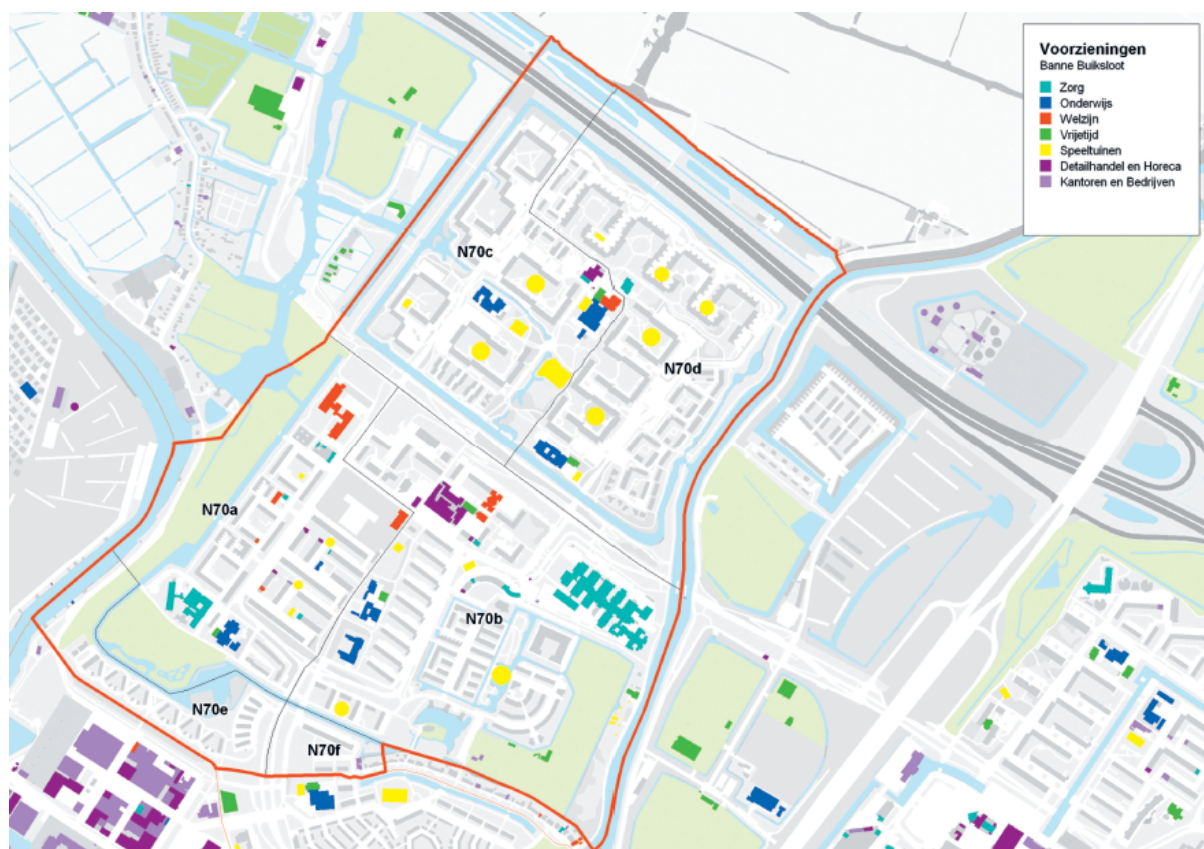 Voorzieningen
Banne Buiksloot
Zorg
Onderwijs
Welzijn
Vrijetijd
Speeltuinen
Detailhandel en Horeca
Kantoren en Bedrijven
N70c
N70d
N70a
N70b
N70e
N70f